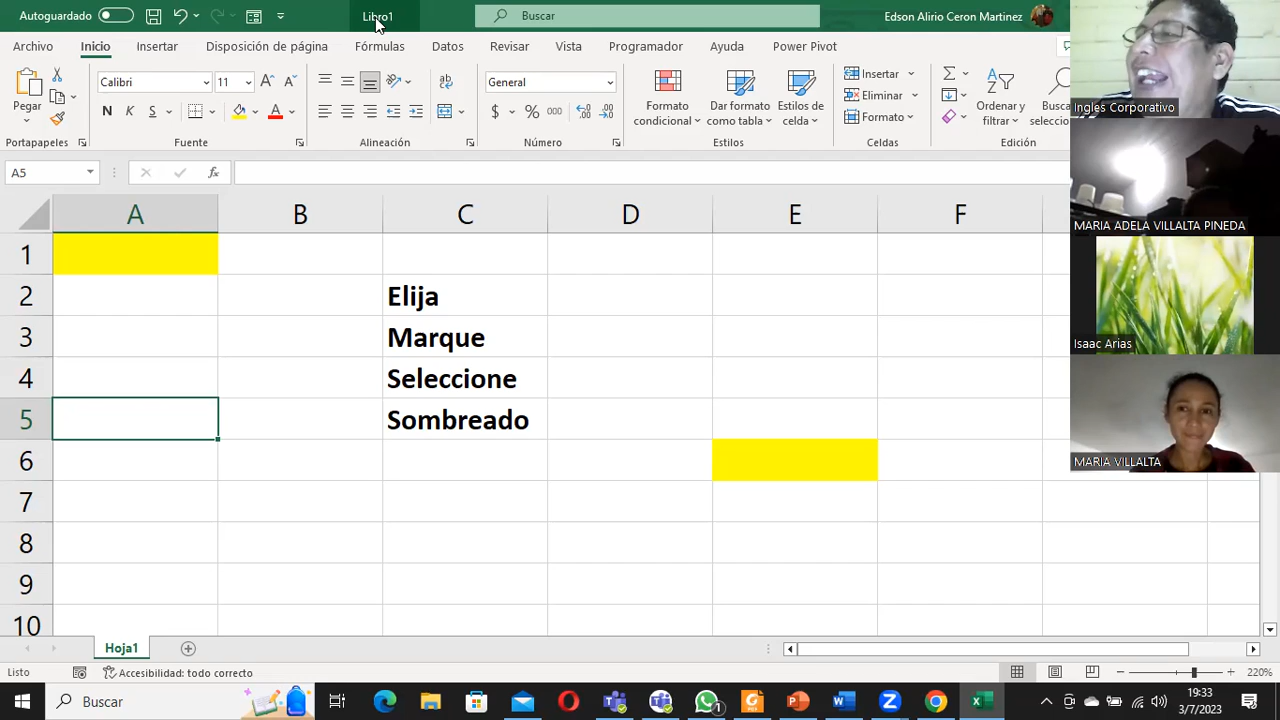 Autoguardado
Libro1
Buscar
Edson Alirio Ceron Martinez
Archivo Inicio Insertar Disposición de página Fórmulas Datos Revisar Vista Programador Ayuda Power Pivot
Pegar
Calibri 11
N K S
General
$ % 000
Formato condicional
Dar formato como tabla
Estilos de celda
Insertar
Eliminar
Formato
Ordenar y filtrar
Portapapeles Fuente Alineación Número Estilos Celdas Edición
A5
fx
A B C D E F
1
2 Elija
3 Marque
4 Seleccione
5 Sombreado
6
7
8
9
10
Hoja1
Listo Accesibilidad: todo correcto 220%
Buscar
19:33
3/7/2023
Ingles Corporativo
MARIA ADELA VILLALTA PINEDA
Isaac Arias
MARIA VILLALTA